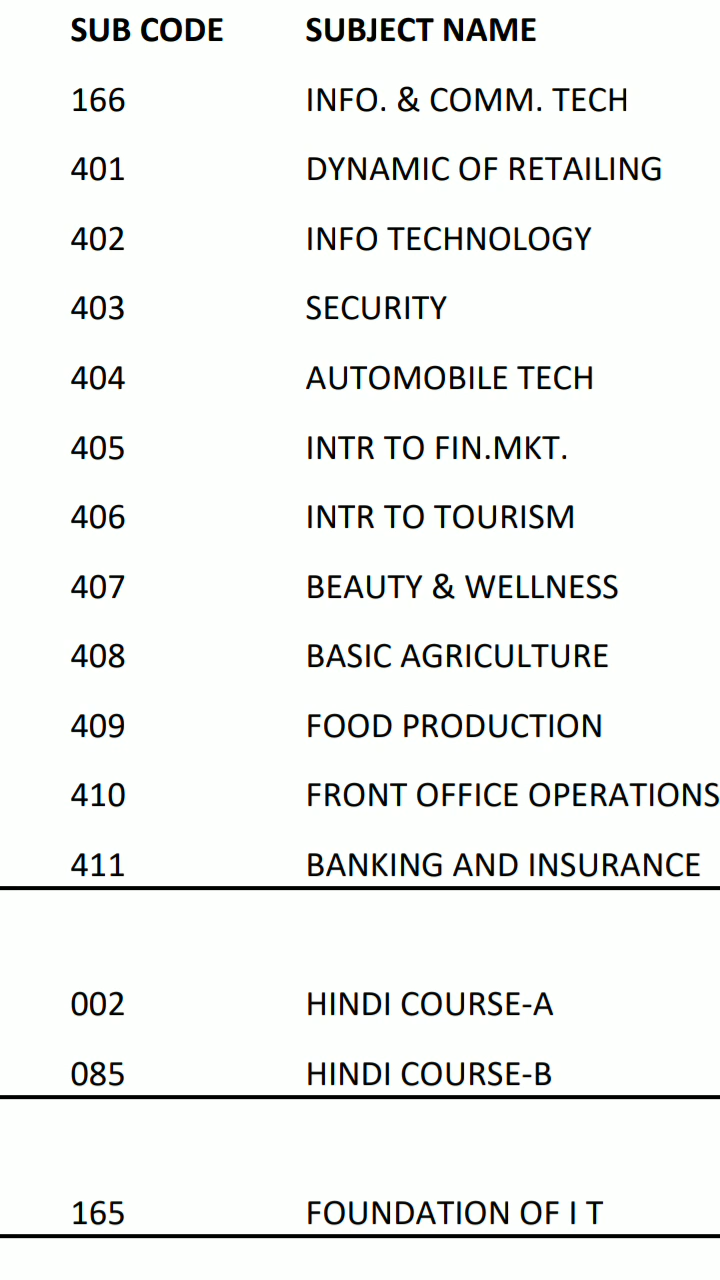 SUB CODE SUBJECT NAME
166 INFO. & COMM. TECH
401 DYNAMIC OF RETAILING
402 INFO TECHNOLOGY
403 SECURITY
404 AUTOMOBILE TECH
405 INTR TO FIN.MKT.
406 INTR TO TOURISM
407 BEAUTY & WELLNESS
408 BASIC AGRICULTURE
409 FOOD PRODUCTION
410 FRONT OFFICE OPERATIONS
411 BANKING AND INSURANCE
002 HINDI COURSE-A
085 HINDI COURSE-B
165 FOUNDATION OF I T